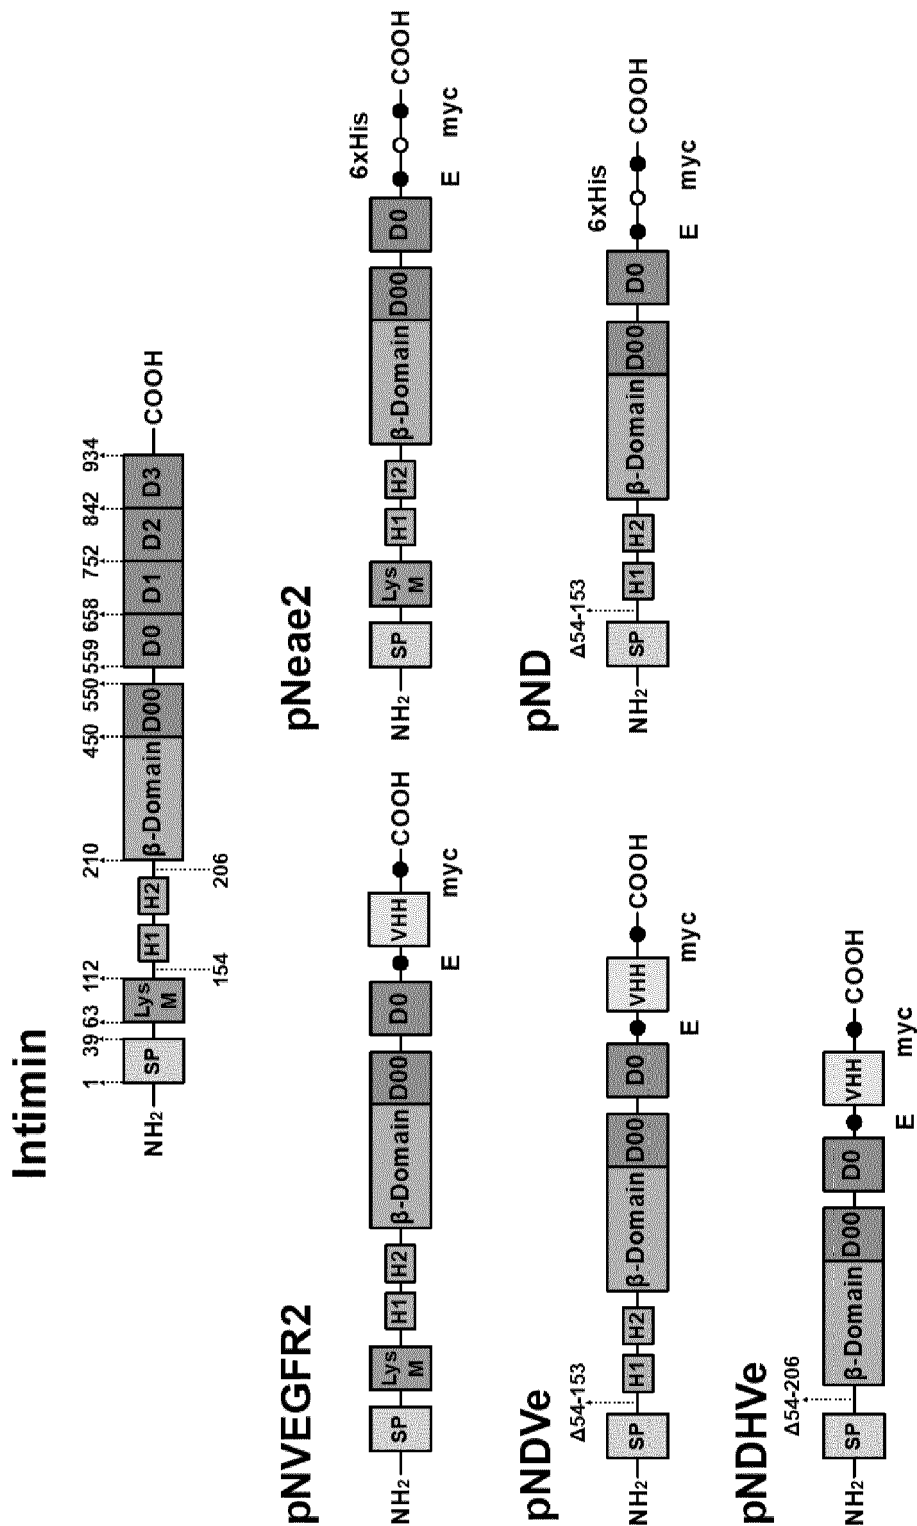 Intimin
1 39 63 112 210 450 550 559 658 752 842 934
NH2 SP Lys M H1 H2 β-Domain D00 D0 D1 D2 D3 COOH
154 206
pNVEGFR2
NH2 SP Lys M H1 H2 β-Domain D00 D0 VHH COOH
E myc
pNeae2
6xHis
NH2 SP Lys M H1 H2 β-Domain D00 D0 COOH
E myc
pNDVe
Δ54-153
NH2 SP H1 H2 β-Domain D00 D0 VHH COOH
E myc
pND
Δ54-153
6xHis
NH2 SP H1 H2 β-Domain D00 D0 COOH
E myc
pNDHVe
Δ54-206
NH2 SP β-Domain D00 D0 VHH COOH
E myc